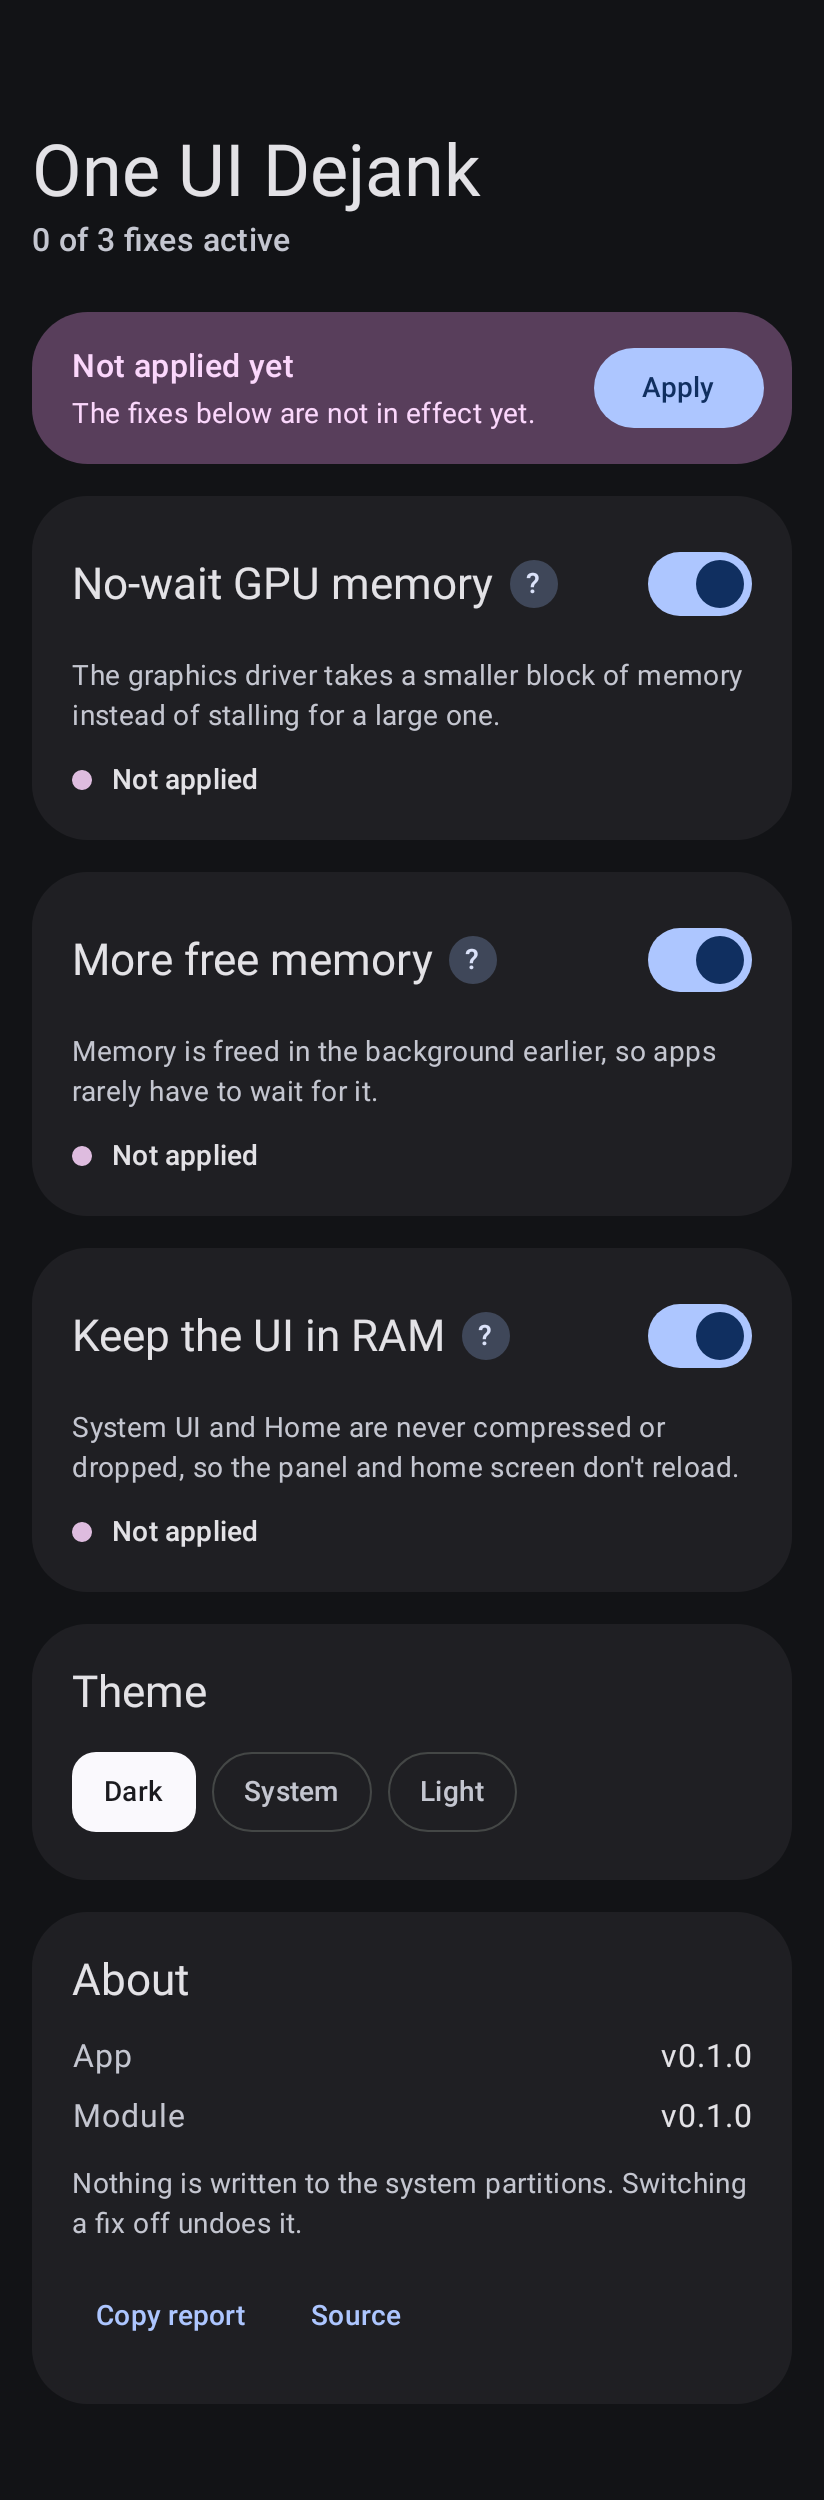 One UI Dejank
0 of 3 fixes active
Not applied yet
The fixes below are not in effect yet.
Apply
No-wait GPU memory ?
The graphics driver takes a smaller block of memory
instead of stalling for a large one.
Not applied
More free memory ?
Memory is freed in the background earlier, so apps
rarely have to wait for it.
Not applied
Keep the UI in RAM ?
System UI and Home are never compressed or
dropped, so the panel and home screen don't reload.
Not applied
Theme
Dark System Light
About
App v0.1.0
Module v0.1.0
Nothing is written to the system partitions. Switching
a fix off undoes it.
Copy report Source